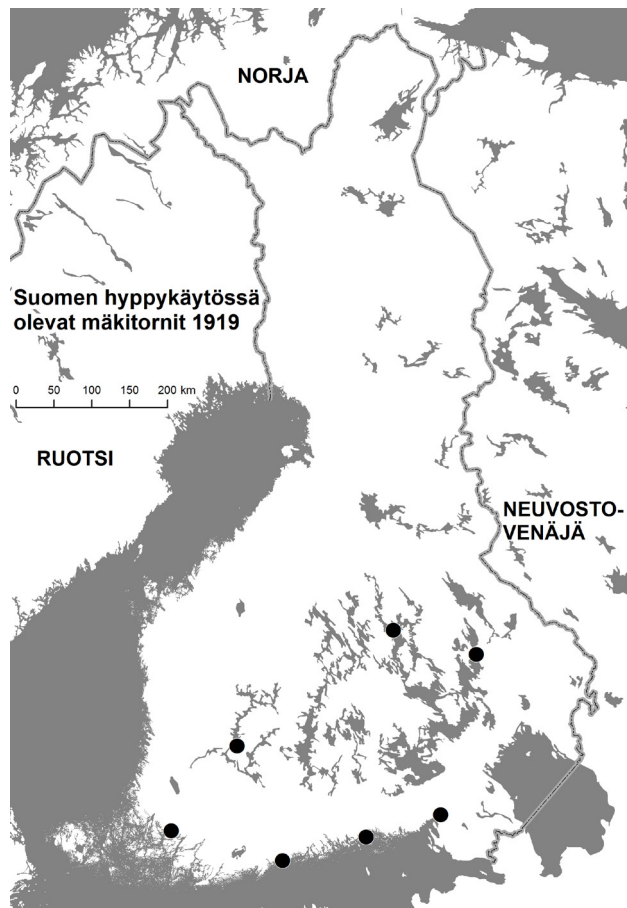 NORJA
Suomen hyppykäytössä
olevat mäkitornit 1919
0 50 100 150 200 km
RUOTSI
NEUVOSTO-
VENÄJÄ